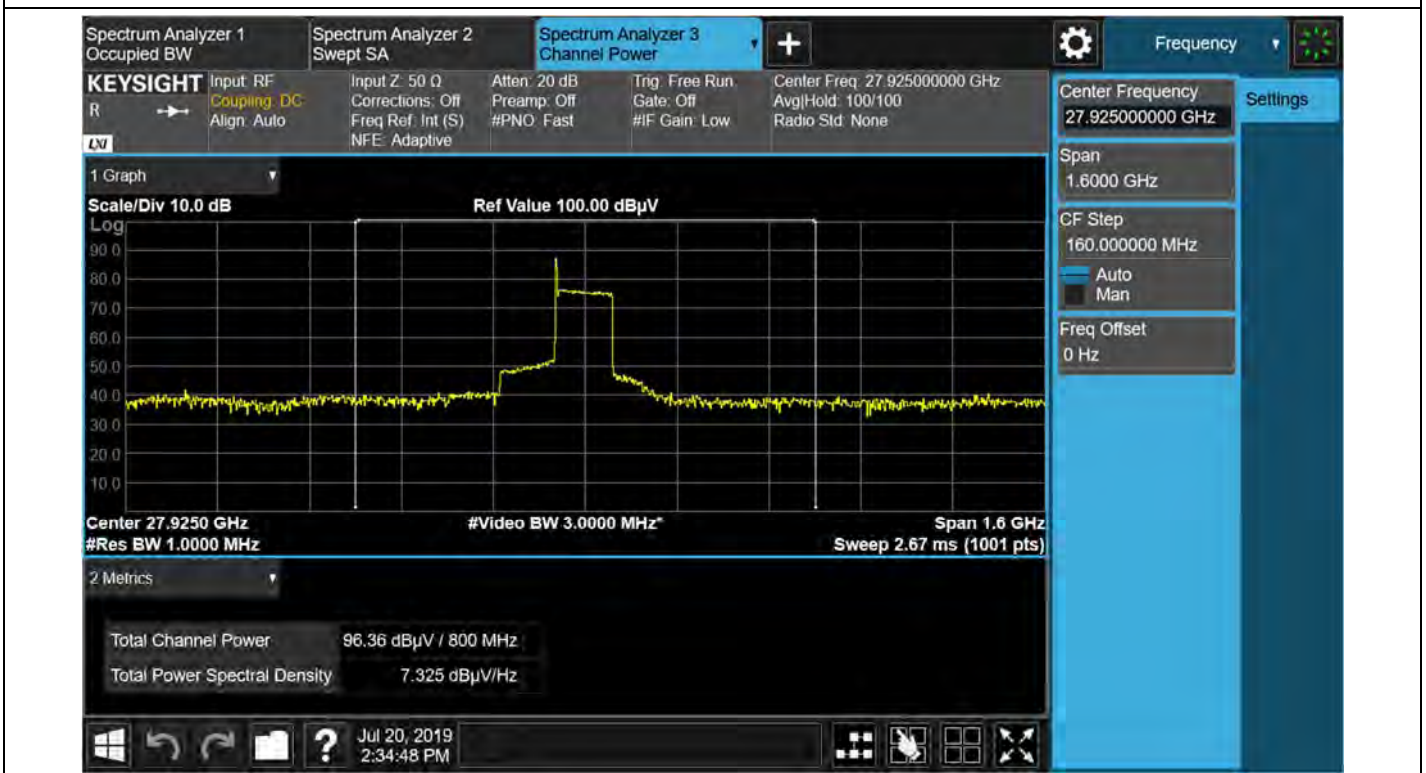 Spectrum Analyzer 1
Occupied BW
Spectrum Analyzer 2
Swept SA
Spectrum Analyzer 3
Channel Power
Frequency
KEYSIGHT
R
LXI
Input: RF
Coupling: DC
Align: Auto
Input Z: 50 Ω
Corrections: Off
Freq Ref: Int (S)
NFE: Adaptive
Atten: 20 dB
Preamp: Off
#PNO: Fast
Trig: Free Run
Gate: Off
#IF Gain: Low
Center Freq: 27.925000000 GHz
Avg|Hold: 100/100
Radio Std: None
Center Frequency
27.925000000 GHz
Settings
Span
1.6000 GHz
CF Step
160.000000 MHz
Auto
Man
Freq Offset
0 Hz
1 Graph
Scale/Div 10.0 dB
Ref Value 100.00 dBµV
Log
90.0
80.0
70.0
60.0
50.0
40.0
30.0
20.0
10.0
Center 27.9250 GHz
#Video BW 3.0000 MHz*
Span 1.6 GHz
#Res BW 1.0000 MHz
Sweep 2.67 ms (1001 pts)
2 Metrics
Total Channel Power 96.36 dBµV / 800 MHz
Total Power Spectral Density 7.325 dBµV/Hz
?
Jul 20, 2019
2:34:48 PM